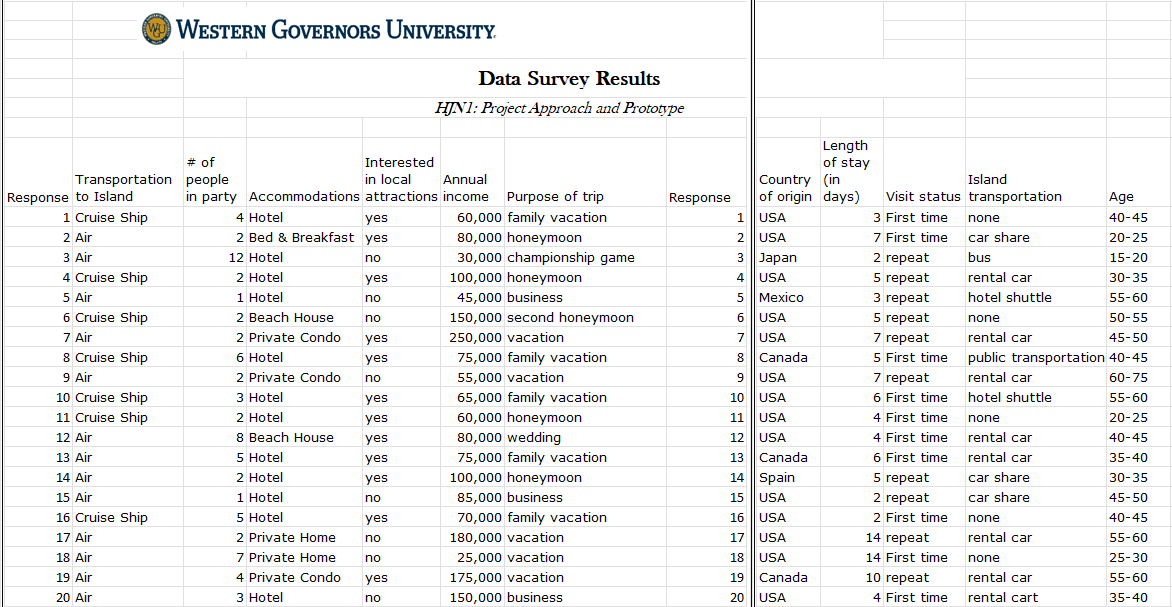 WESTERN GOVERNORS UNIVERSITY.
Data Survey Results
HJN1: Project Approach and Prototype
Response Transportation to Island # of people in party Accommodations Interested in local attractions Annual income Purpose of trip Response Country of origin Length of stay (in days) Visit status Island transportation Age
1 Cruise Ship 4 Hotel yes 60,000 family vacation 1 USA 3 First time none 40-45
2 Air 2 Bed & Breakfast yes 80,000 honeymoon 2 USA 7 First time car share 20-25
3 Air 12 Hotel no 30,000 championship game 3 Japan 2 repeat bus 15-20
4 Cruise Ship 2 Hotel yes 100,000 honeymoon 4 USA 5 repeat rental car 30-35
5 Air 1 Hotel no 45,000 business 5 Mexico 3 repeat hotel shuttle 55-60
6 Cruise Ship 2 Beach House no 150,000 second honeymoon 6 USA 5 repeat none 50-55
7 Air 2 Private Condo yes 250,000 vacation 7 USA 7 repeat rental car 45-50
8 Cruise Ship 6 Hotel yes 75,000 family vacation 8 Canada 5 First time public transportation 40-45
9 Air 2 Private Condo no 55,000 vacation 9 USA 7 repeat rental car 60-75
10 Cruise Ship 3 Hotel yes 65,000 family vacation 10 USA 6 First time hotel shuttle 55-60
11 Cruise Ship 2 Hotel yes 60,000 honeymoon 11 USA 4 First time none 20-25
12 Air 8 Beach House yes 80,000 wedding 12 USA 4 First time rental car 40-45
13 Air 5 Hotel yes 75,000 family vacation 13 Canada 6 First time rental car 35-40
14 Air 2 Hotel yes 100,000 honeymoon 14 Spain 5 repeat car share 30-35
15 Air 1 Hotel no 85,000 business 15 USA 2 repeat car share 45-50
16 Cruise Ship 5 Hotel yes 70,000 family vacation 16 USA 2 First time none 40-45
17 Air 2 Private Home no 180,000 vacation 17 USA 14 repeat rental car 55-60
18 Air 7 Private Home no 25,000 vacation 18 USA 14 First time none 25-30
19 Air 4 Private Condo yes 175,000 vacation 19 Canada 10 repeat rental car 55-60
20 Air 3 Hotel no 150,000 business 20 USA 4 First time rental cart 35-40